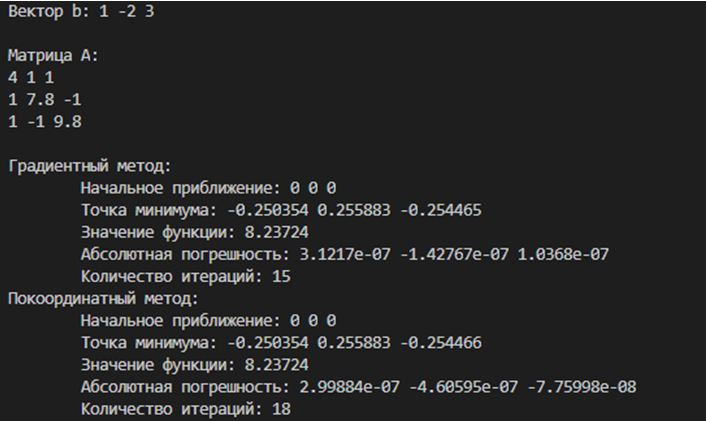 Вектор b: 1 -2 3
Матрица A:
4 1 1
1 7.8 -1
1 -1 9.8
Градиентный метод:
Начальное приближение: 0 0 0
Точка минимума: -0.250354 0.255883 -0.254465
Значение функции: 8.23724
Абсолютная погрешность: 3.1217e-07 -1.42767e-07 1.0368e-07
Количество итераций: 15
Покоординатный метод:
Начальное приближение: 0 0 0
Точка минимума: -0.250354 0.255883 -0.254466
Значение функции: 8.23724
Абсолютная погрешность: 2.99884e-07 -4.60595e-07 -7.75998e-08
Количество итераций: 18